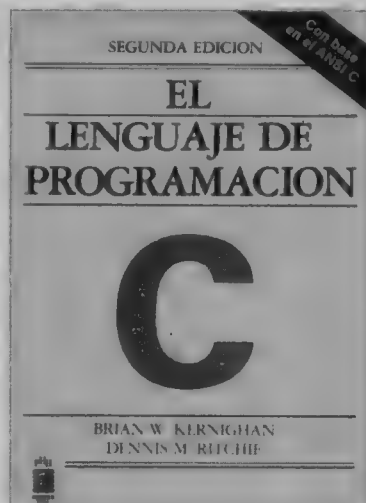 Con base
en el ANSI C
SEGUNDA EDICION
EL
LENGUAJE DE
PROGRAMACION
C
BRIAN W. KERNIGHAN
DENNIS M. RITCHIE